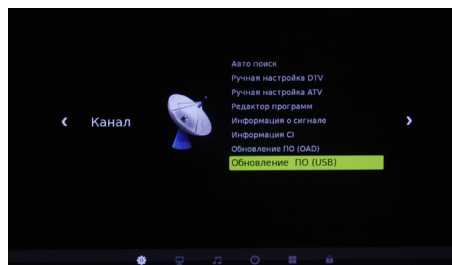 Канал
Авто поиск
Ручная настройка DTV
Ручная настройка ATV
Редактор программ
Информация о сигнале
Информация CI
Обновление ПО (OAD)
Обновление ПО (USB)